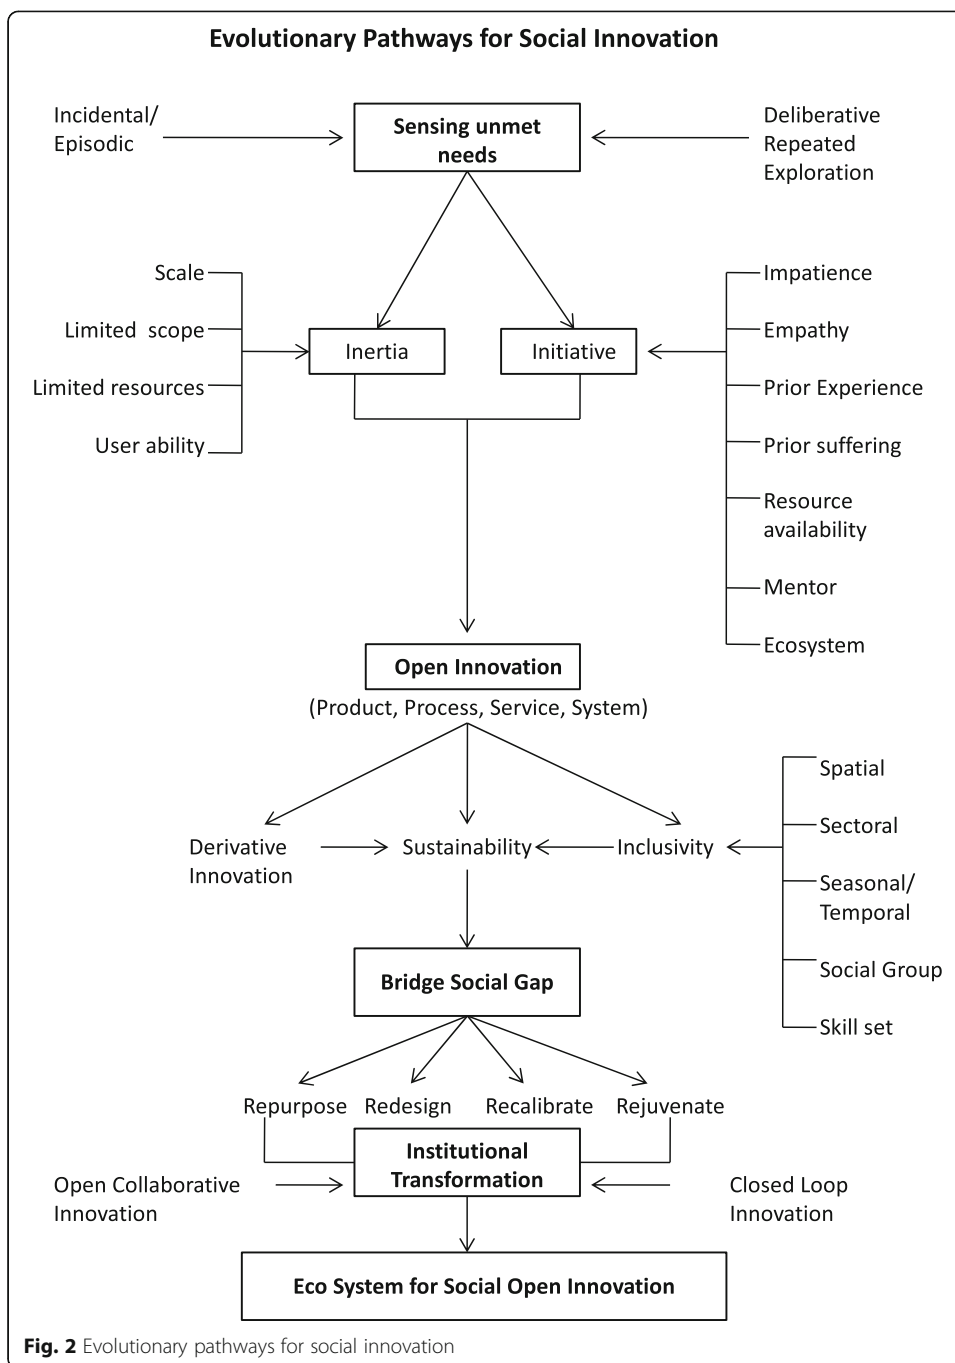 Evolutionary Pathways for Social Innovation
Incidental/
Episodic
Sensing unmet
needs
Deliberative
Repeated
Exploration
Scale
Limited scope
Limited resources
User ability
Inertia
Initiative
Impatience
Empathy
Prior Experience
Prior suffering
Resource
availability
Mentor
Ecosystem
Open Innovation
(Product, Process, Service, System)
Derivative
Innovation
Sustainability
Inclusivity
Spatial
Sectoral
Seasonal/
Temporal
Social Group
Skill set
Bridge Social Gap
Repurpose
Redesign
Recalibrate
Rejuvenate
Institutional
Transformation
Open Collaborative
Innovation
Closed Loop
Innovation
Eco System for Social Open Innovation
Fig. 2 Evolutionary pathways for social innovation